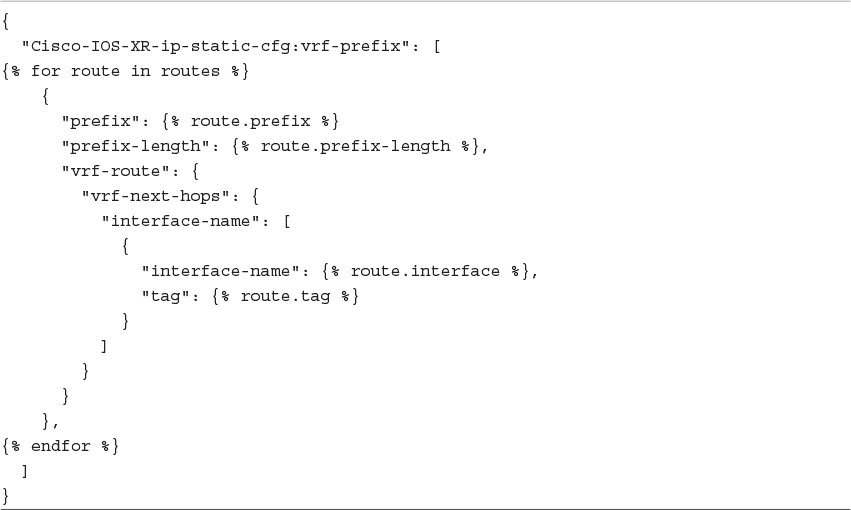 {
  "Cisco-IOS-XR-ip-static-cfg:vrf-prefix": [
{% for route in routes %}
    {
      "prefix": {% route.prefix %}
      "prefix-length": {% route.prefix-length %},
      "vrf-route": {
        "vrf-next-hops": {
          "interface-name": [
            {
              "interface-name": {% route.interface %},
              "tag": {% route.tag %}
            }
          ]
        }
      }
    },
{% endfor %}
  ]
}